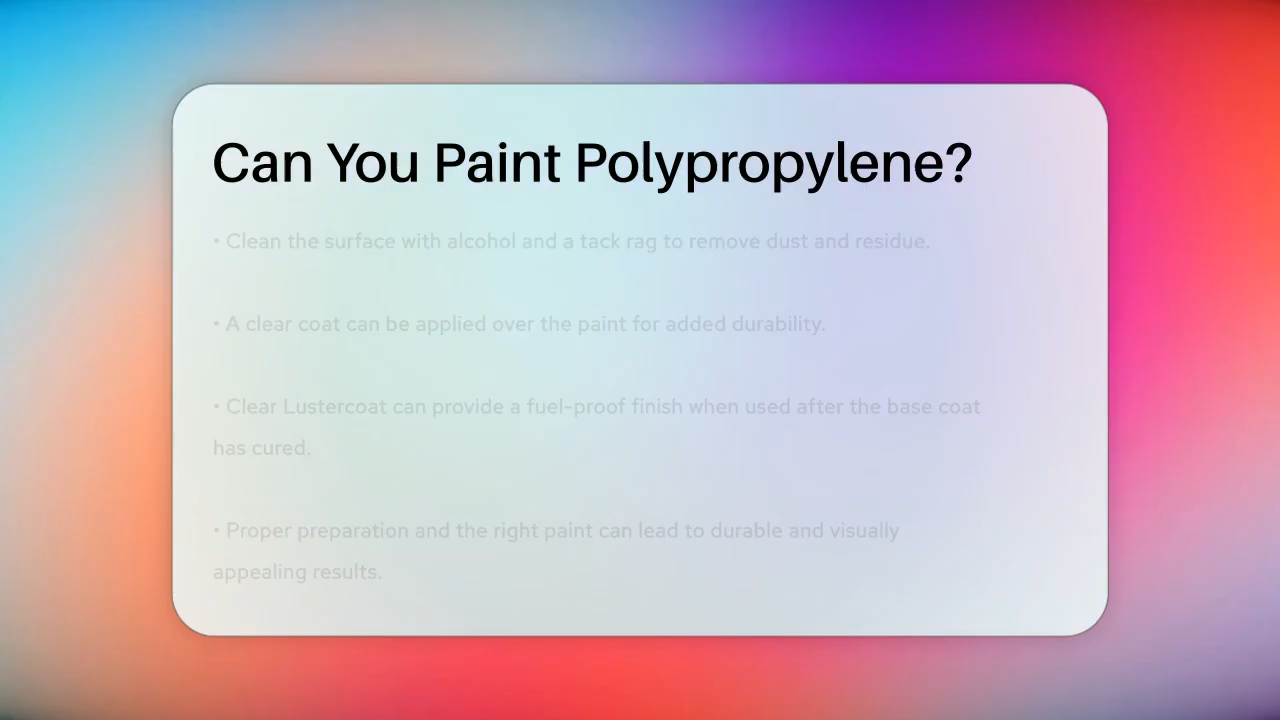 Can You Paint Polypropylene?
• Clean the surface with alcohol and a tack rag to remove dust and residue.
• A clear coat can be applied over the paint for added durability.
• Clear Lustercoat can provide a fuel-proof finish when used after the base coat
has cured.
• Proper preparation and the right paint can lead to durable and visually
appealing results.